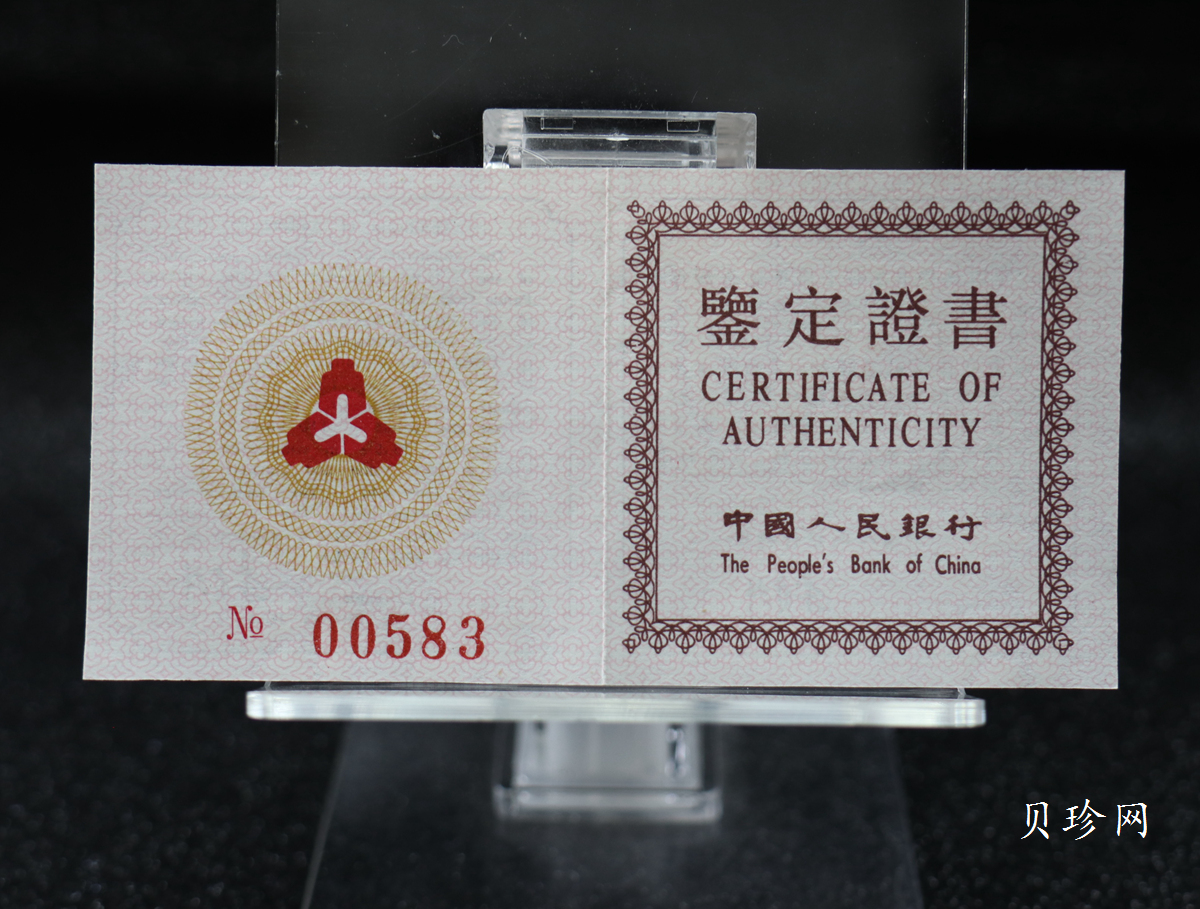 № 00583
鑒定證書
CERTIFICATE OF
AUTHENTICITY
中國人民銀行
The People's Bank of China
贝珍网